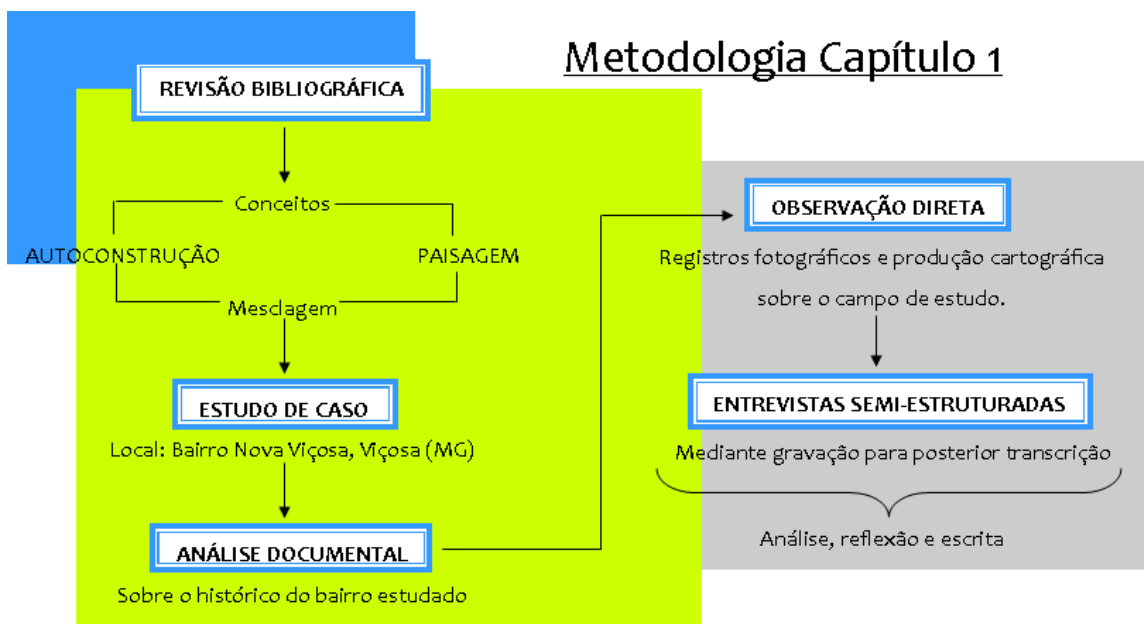 Metodologia Capítulo 1
REVISÃO BIBLIOGRÁFICA
Conceitos
AUTOCONSTRUÇÃO
PAISAGEM
Mesclagem
ESTUDO DE CASO
Local: Bairro Nova Viçosa, Viçosa (MG)
ANÁLISE DOCUMENTAL
Sobre o histórico do bairro estudado
OBSERVAÇÃO DIRETA
Registros fotográficos e produção cartográfica
sobre o campo de estudo.
ENTREVISTAS SEMI-ESTRUTURADAS
Mediante gravação para posterior transcrição
Análise, reflexão e escrita